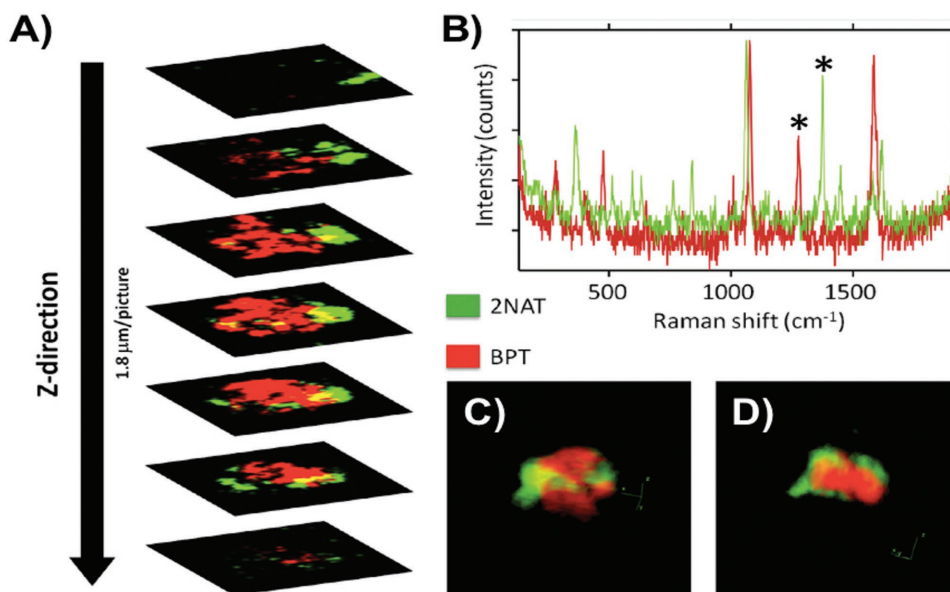 A)
Z-direction
1.8 µm/picture
B)
Intensity (counts)
*
*
500 1000 1500
Raman shift (cm⁻¹)
2NAT
BPT
C)
D)